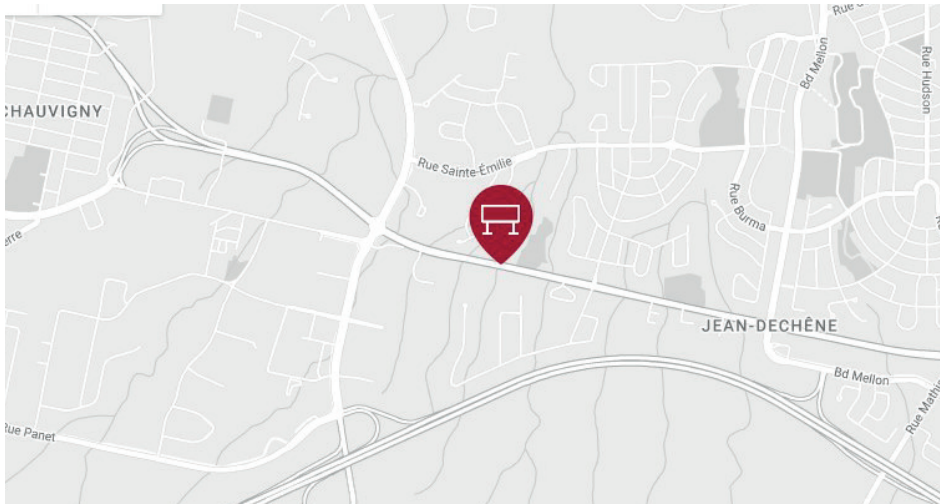 Bd Mellon
Rue Hudson
CHAUVIGNY
Rue Sainte-Émilie
Rue Burma
JEAN-DECHÊNE
Bd Mellon
Rue Panet